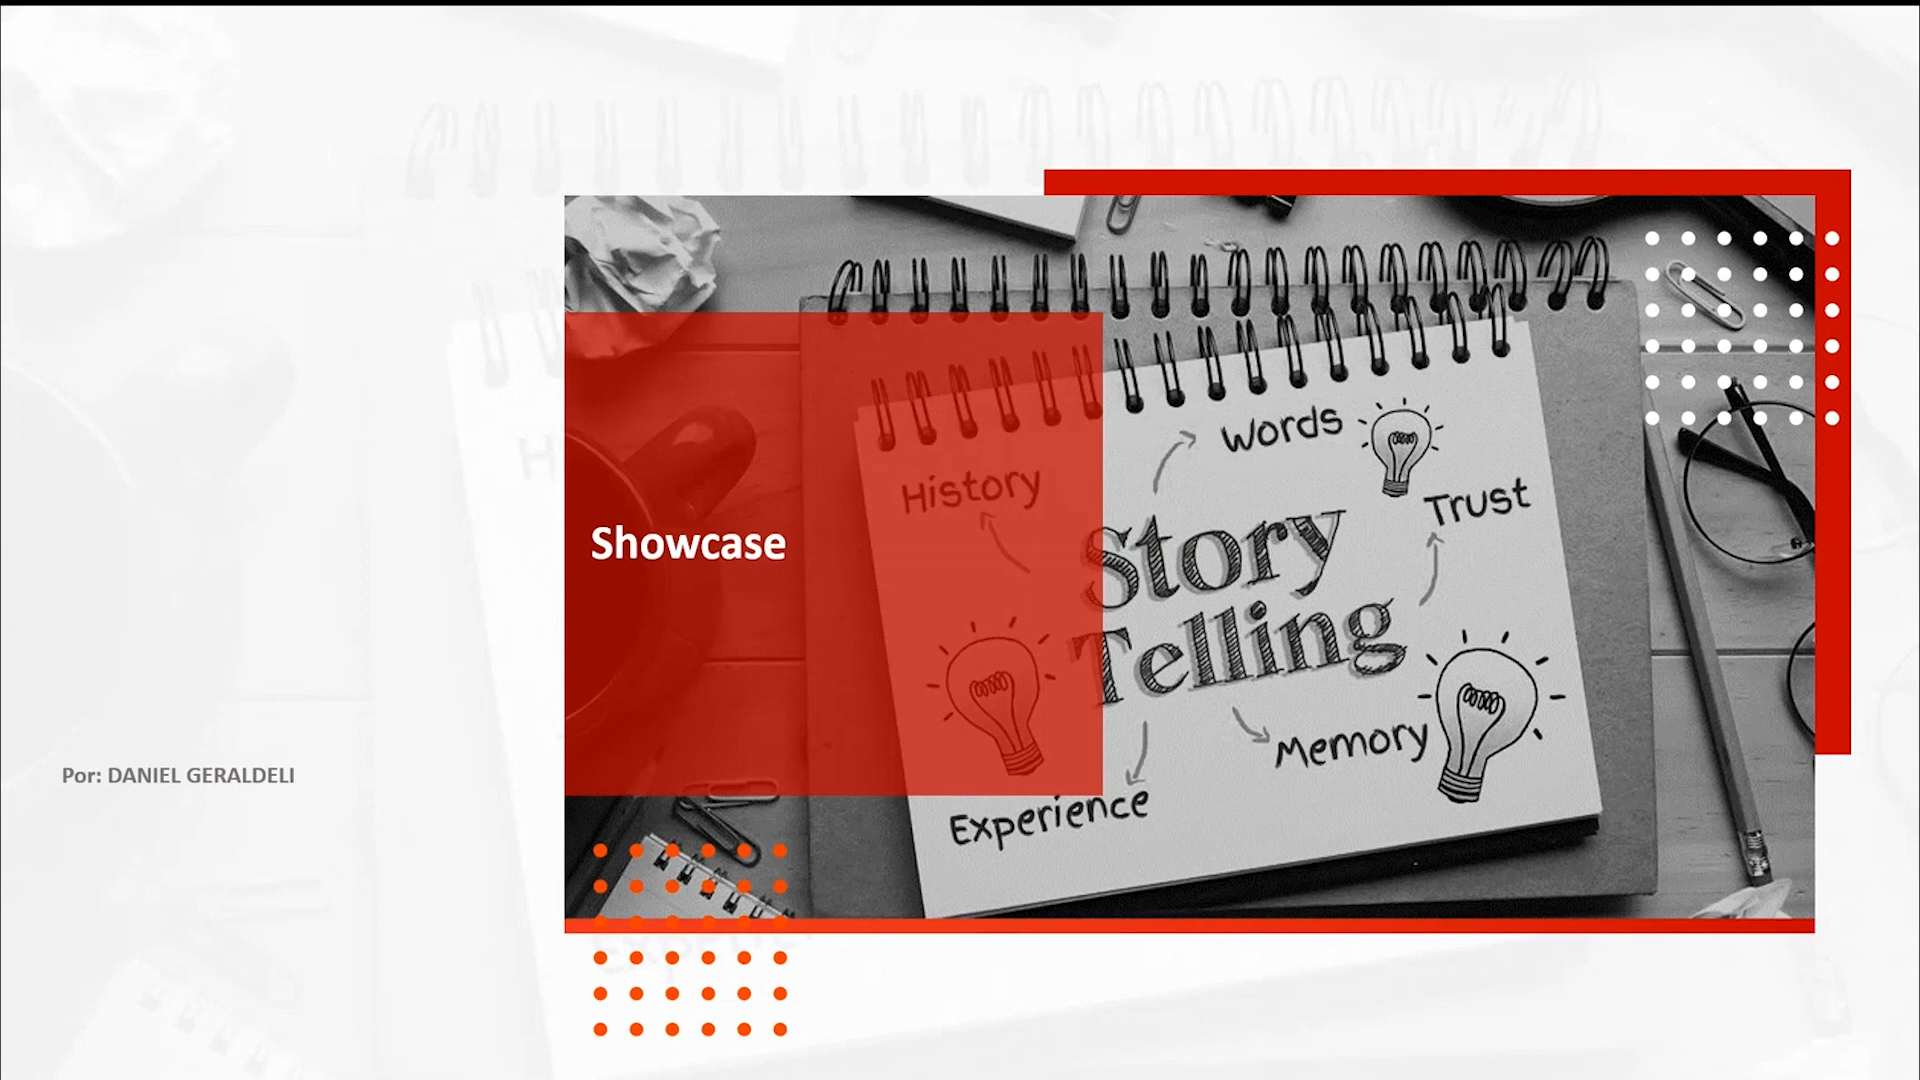 Words
History
Trust
Showcase
Story
Telling
Memory
Por: DANIEL GERALDELI
Experience